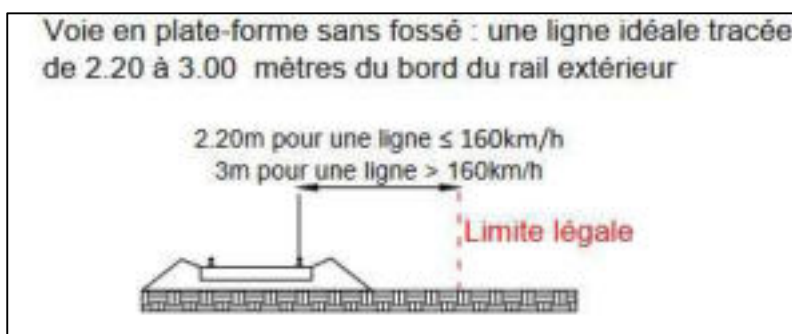 Voie en plate-forme sans fossé : une ligne idéale tracée
de 2.20 à 3.00 mètres du bord du rail extérieur
2.20m pour une ligne ≤ 160km/h
3m pour une ligne > 160km/h
Limite légale